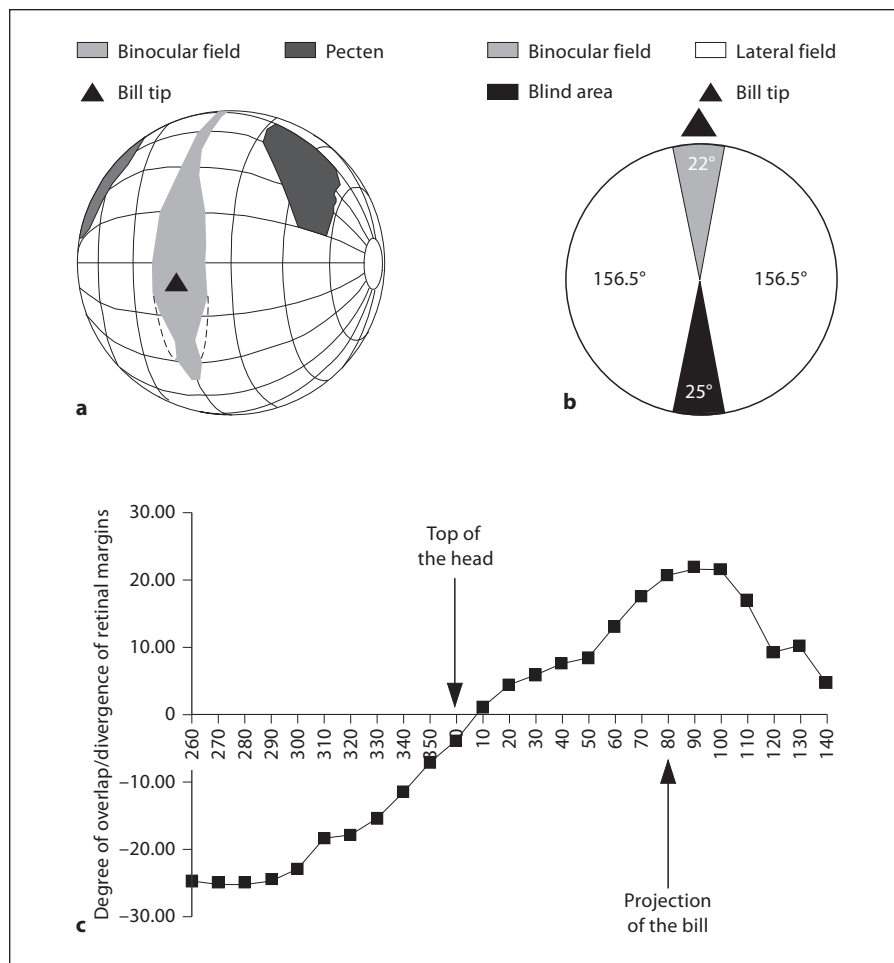 Binocular field Pecten
Bill tip
a
Binocular field Lateral field
Blind area Bill tip
22°
156.5° 156.5°
25°
b
Degree of overlap/divergence of retinal margins
30.00
20.00
10.00
0
–10.00
–20.00
–30.00
Top of
the head
260 270 280 290 300 310 320 330 340 350 0 10 20 30 40 50 60 70 80 90 100 110 120 130 140
Projection
of the bill
c